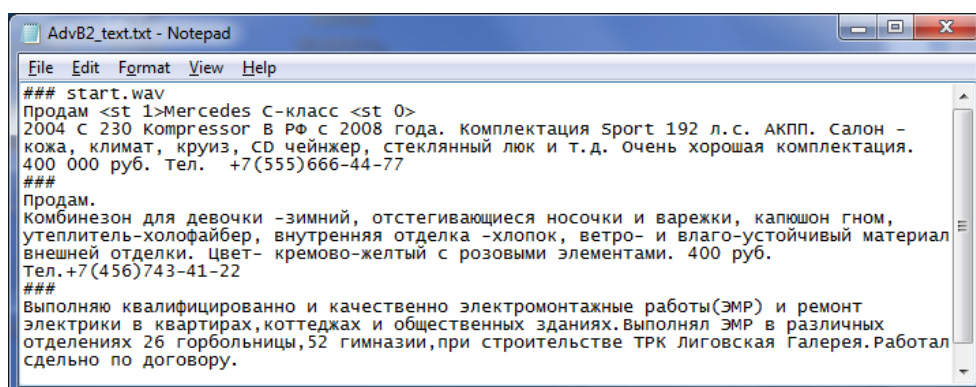 AdvB2_text.txt - Notepad
File Edit Format View Help
### start.wav
Продам <st 1>Mercedes C-класс <st 0>
2004 C 230 Kompressor В РФ с 2008 года. Комплектация Sport 192 л.с. АКПП. Салон -
кожа, климат, круиз, CD чейнжер, стеклянный люк и т.д. Очень хорошая комплектация.
400 000 руб. Тел.  +7(555)666-44-77
###
Продам.
Комбинезон для девочки -зимний, отстегивающиеся носочки и варежки, капюшон гном,
утеплитель-холофайбер, внутренняя отделка -хлопок, ветро- и влаго-устойчивый материал
внешней отделки. Цвет- кремово-желтый с розовыми элементами. 400 руб.
Тел.+7(456)743-41-22
###
Выполняю квалифицированно и качественно электромонтажные работы(ЭМР) и ремонт
электрики в квартирах,коттеджах и общественных зданиях.Выполнял ЭМР в различных
отделениях 26 горбольницы,52 гимназии,при строительстве ТРК Лиговская Галерея.Работал
сдельно по договору.